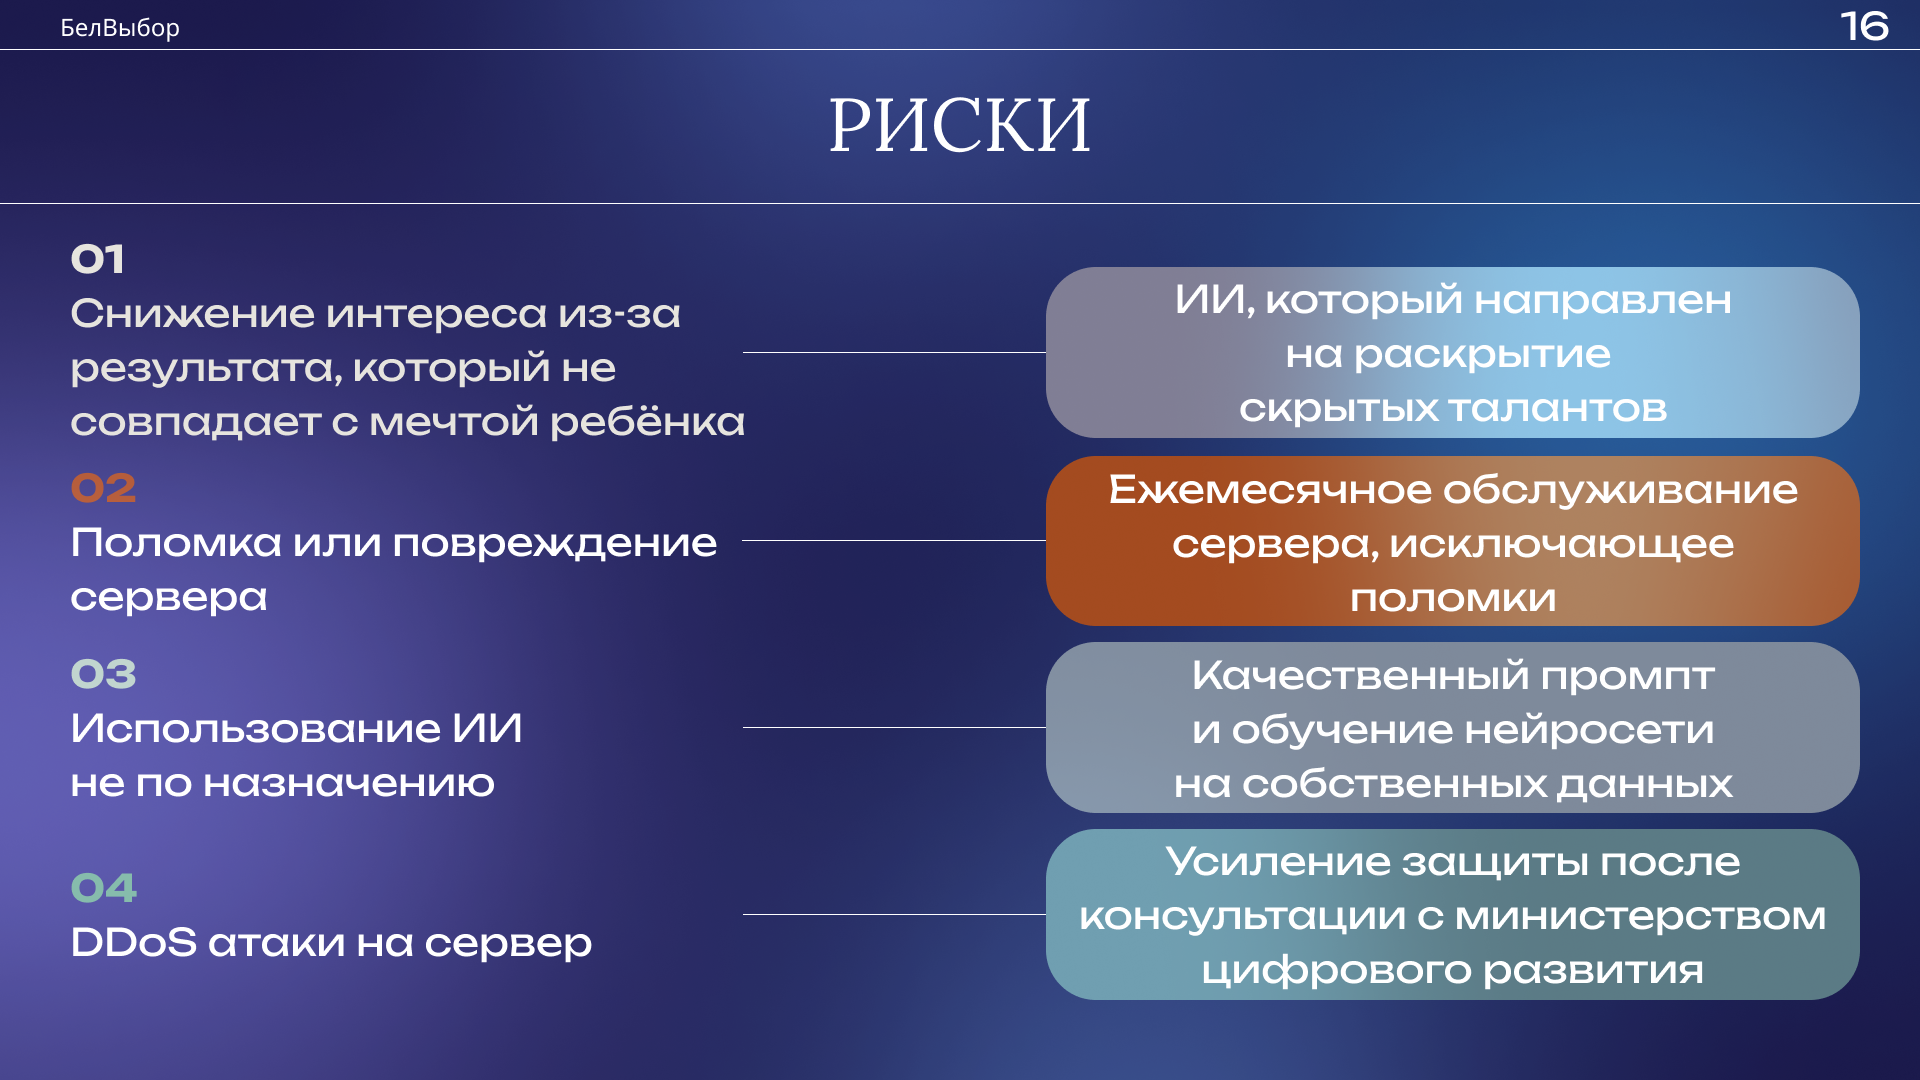 БелВыбор
16
РИСКИ
01
Снижение интереса из-за
результата, который не
совпадает с мечтой ребёнка
ИИ, который направлен
на раскрытие
скрытых талантов
02
Поломка или повреждение
сервера
Ежемесячное обслуживание
сервера, исключающее
поломки
03
Использование ИИ
не по назначению
Качественный промпт
и обучение нейросети
на собственных данных
04
DDoS атаки на сервер
Усиление защиты после
консультации с министерством
цифрового развития